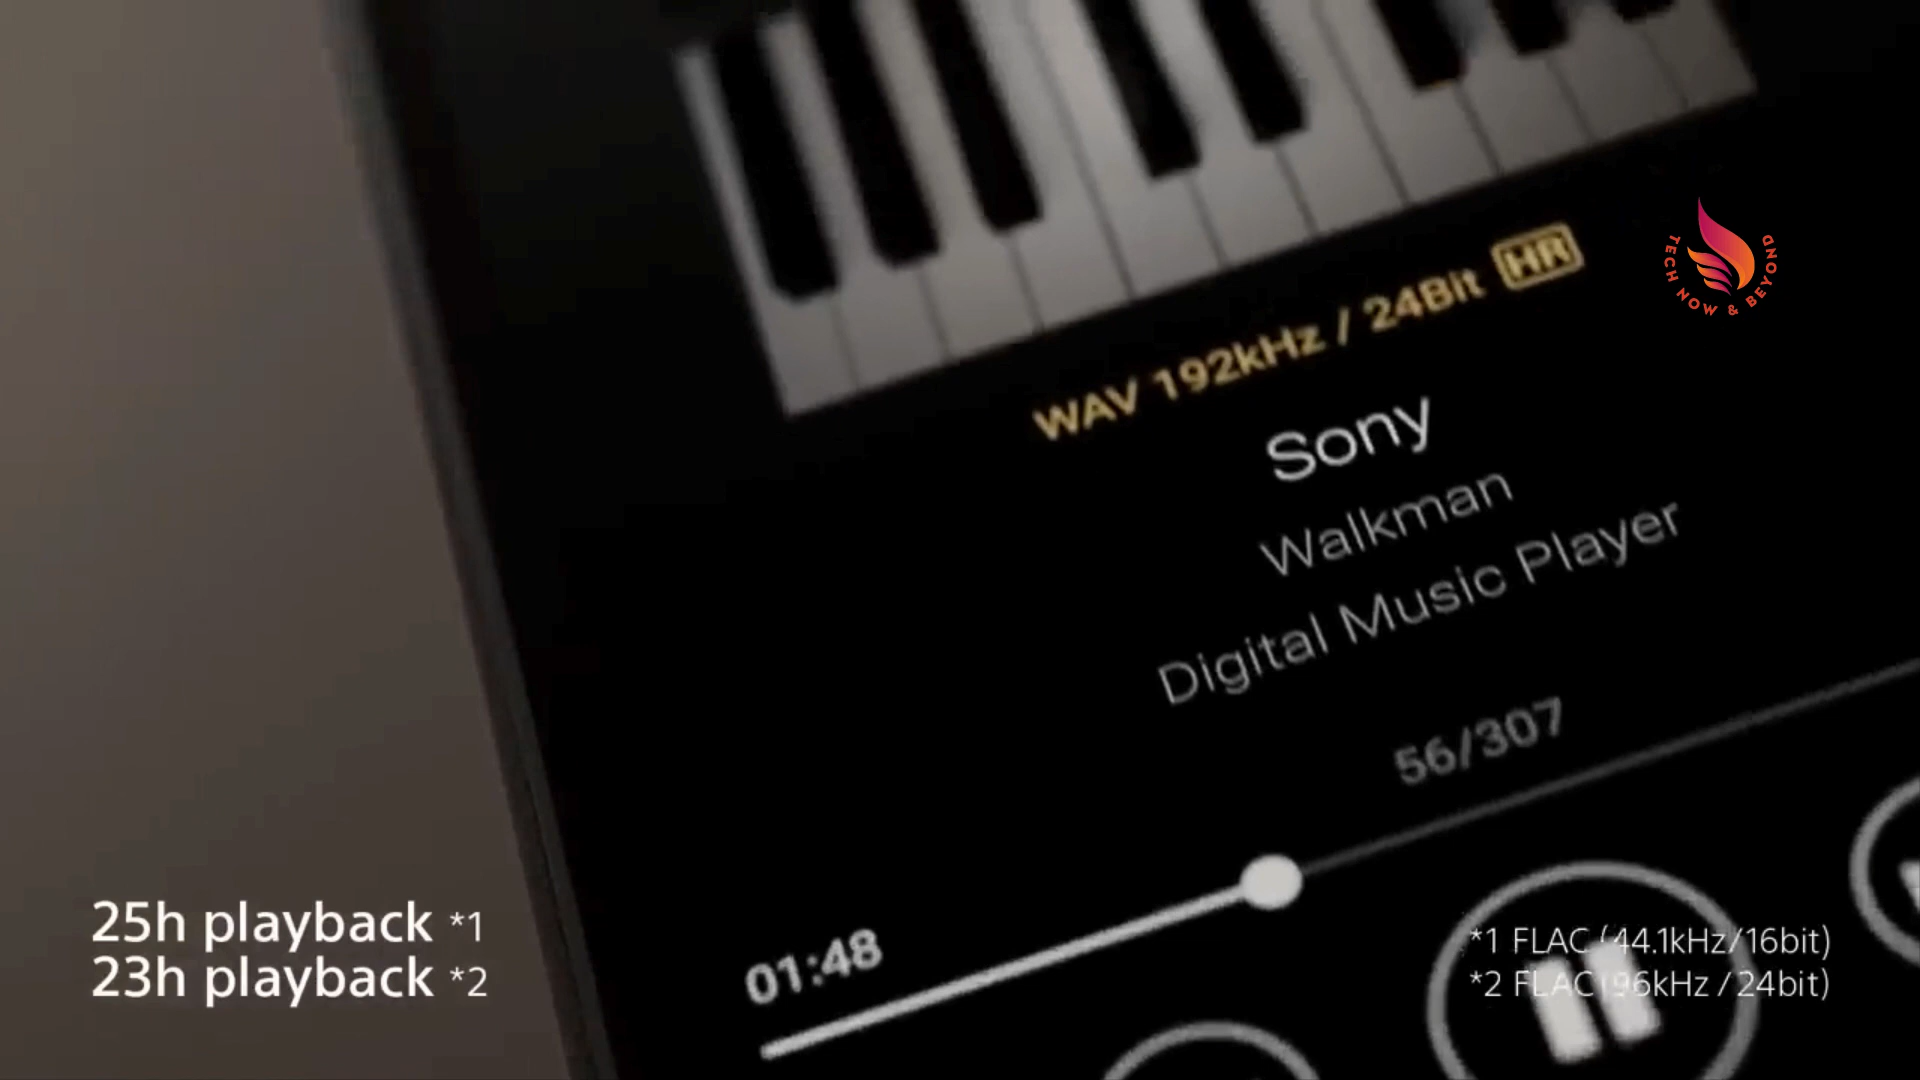 WAV 192kHz / 24Bit HR
TECH NOW & BEYOND
Sony
Walkman
Digital Music Player
56/307
01:48
25h playback *1
23h playback *2
*1 FLAC (44.1kHz/16bit)
*2 FLAC (96kHz / 24bit)